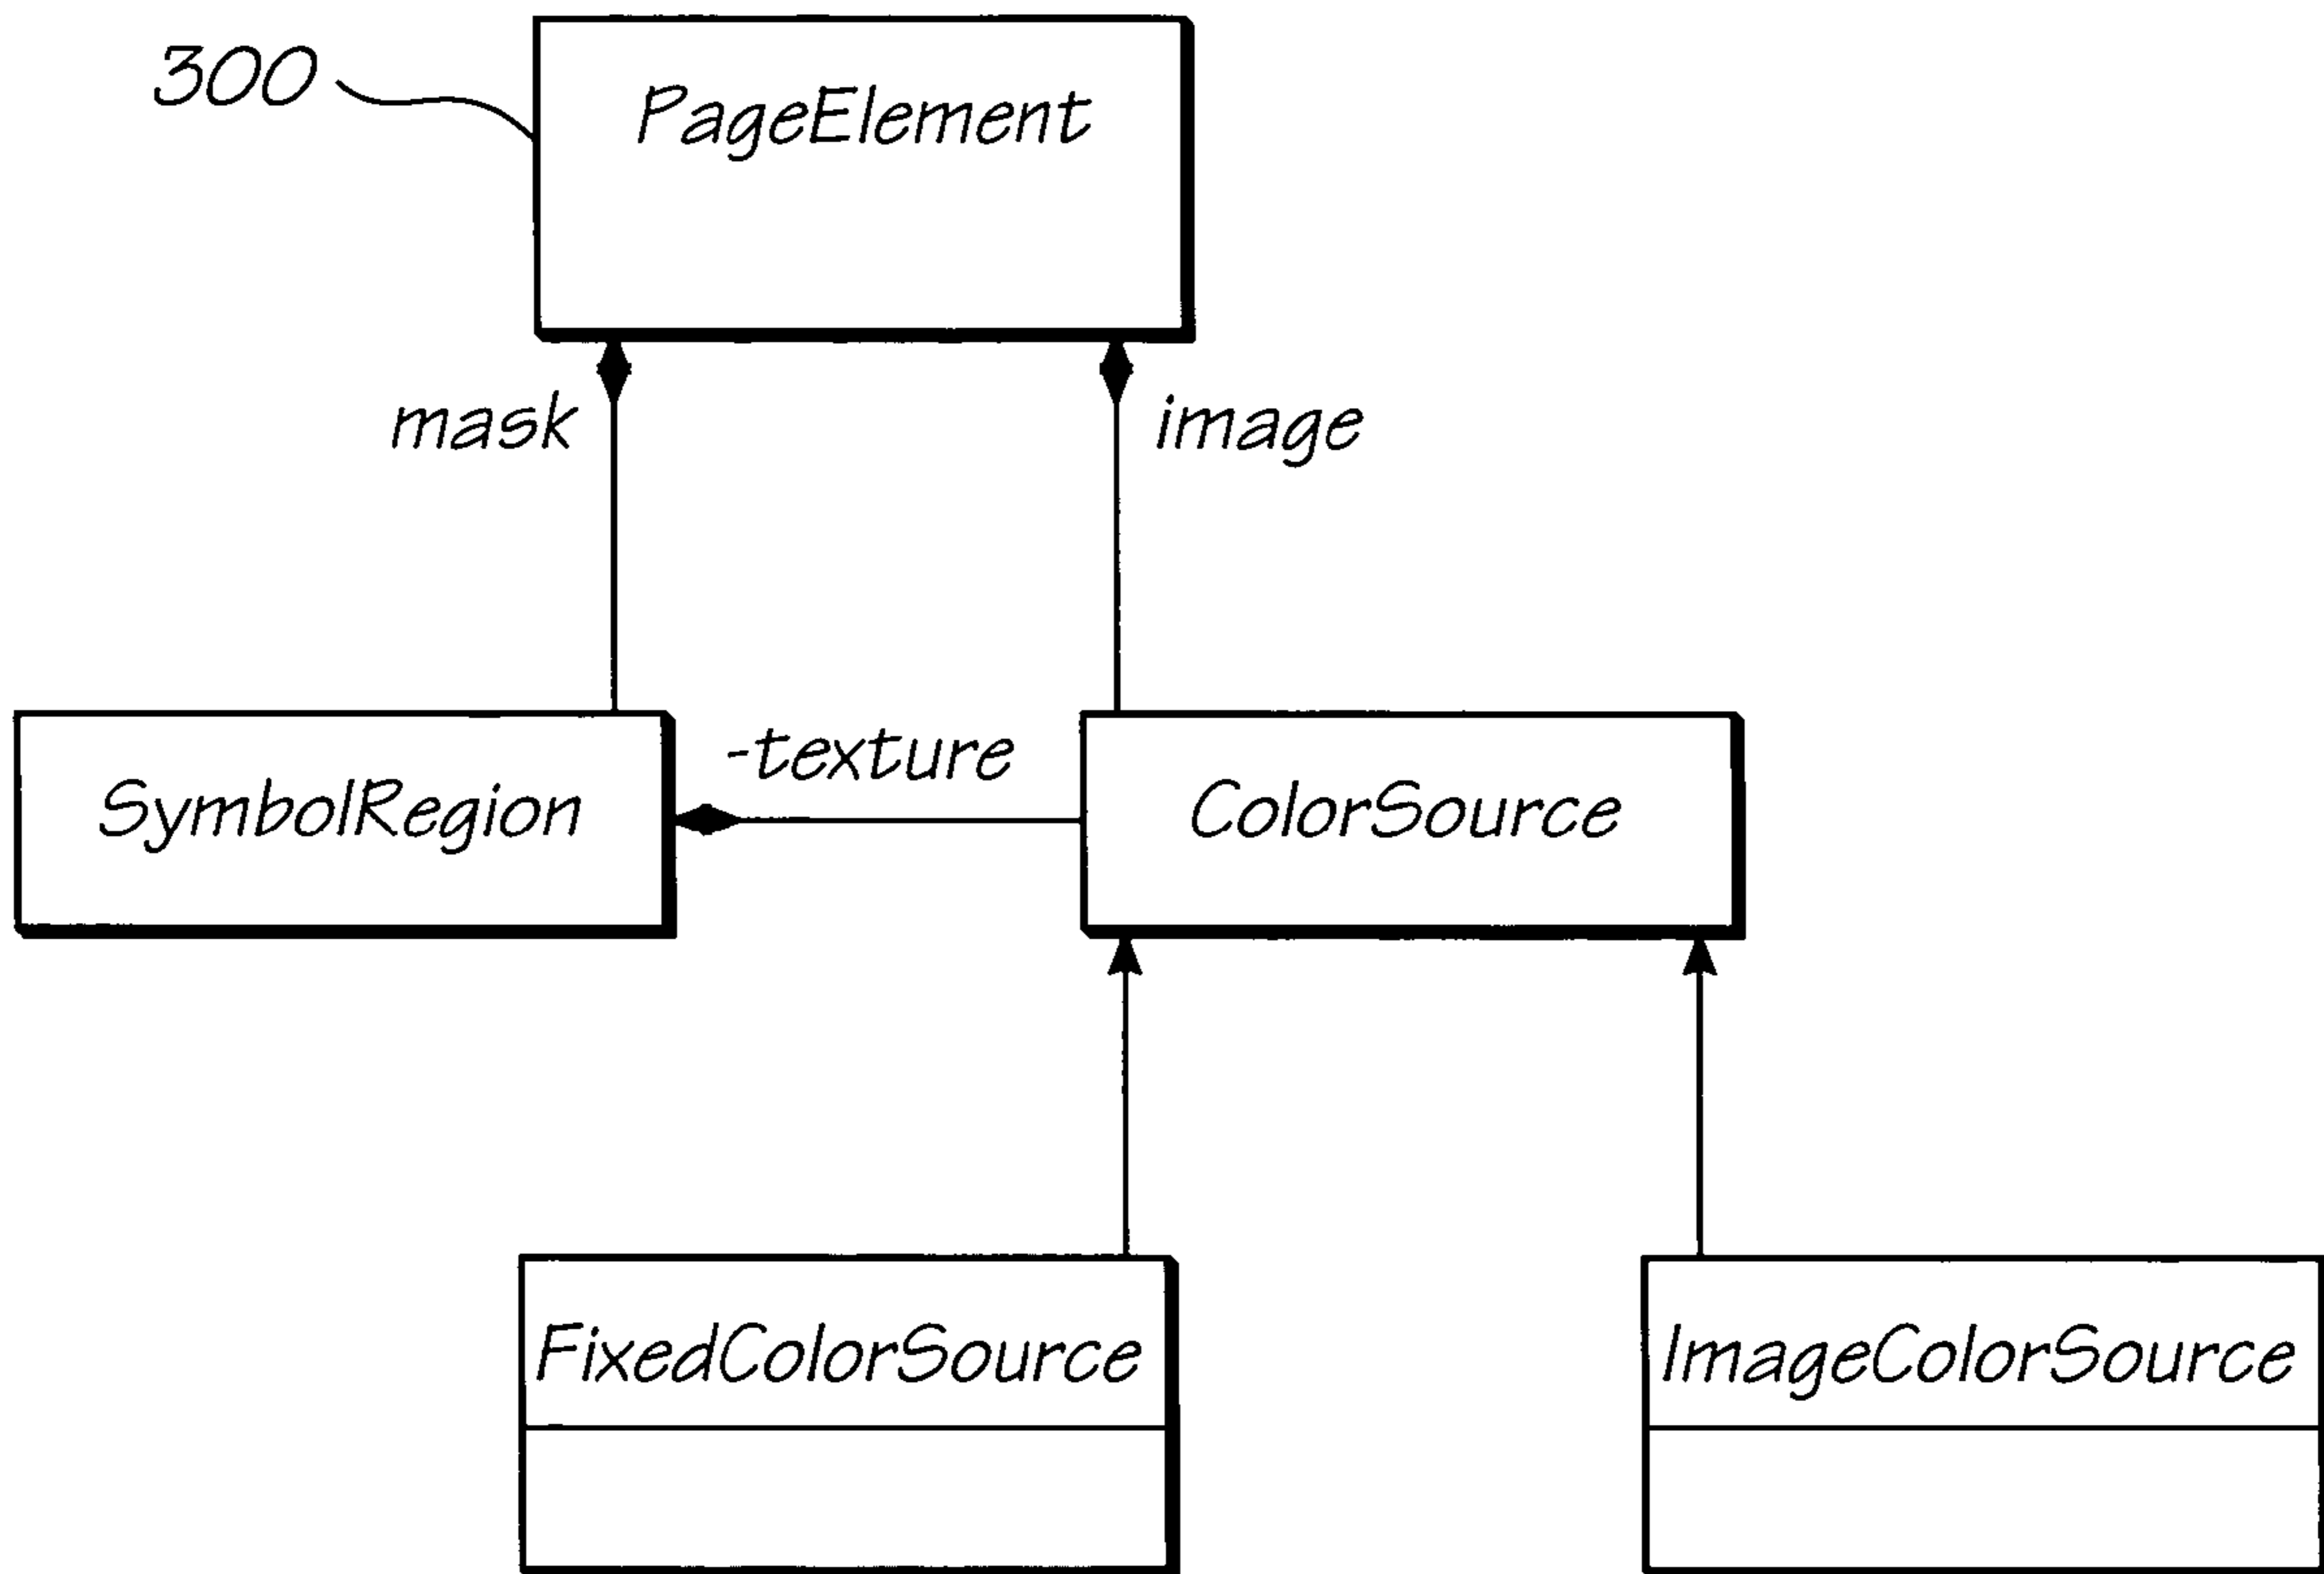 300
PageElement
mask
image
-texture
SymbolRegion
ColorSource
FixedColorSource
ImageColorSource